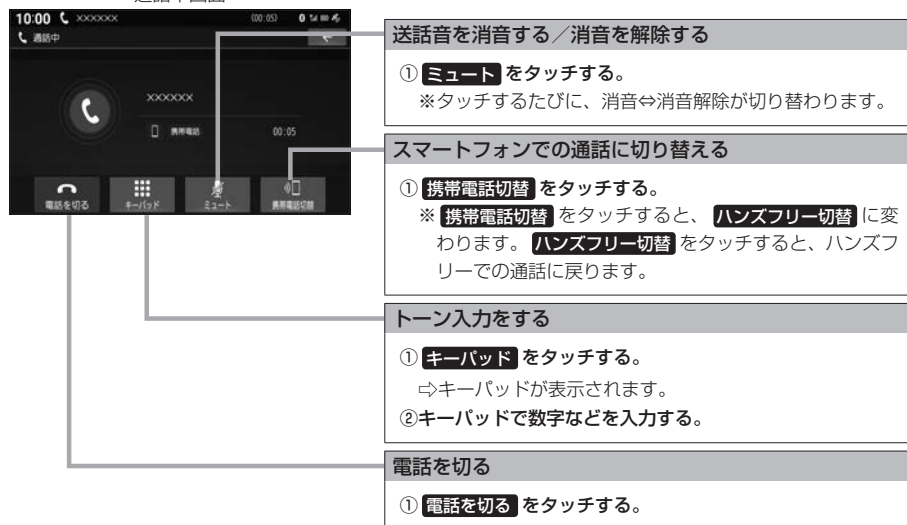 10:00 xxxxxx (00:05)
通話中
xxxxxx
携帯電話 00:05
電話を切る キーパッド ミュート 携帯電話切替
送話音を消音する／消音を解除する
① ミュート をタッチする。
※タッチするたびに、消音⇔消音解除が切り替わります。
スマートフォンでの通話に切り替える
① 携帯電話切替 をタッチする。
※ 携帯電話切替 をタッチすると、 ハンズフリー切替 に変
わります。 ハンズフリー切替 をタッチすると、ハンズフ
リーでの通話に戻ります。
トーン入力をする
① キーパッド をタッチする。
⇨キーパッドが表示されます。
②キーパッドで数字などを入力する。
電話を切る
① 電話を切る をタッチする。